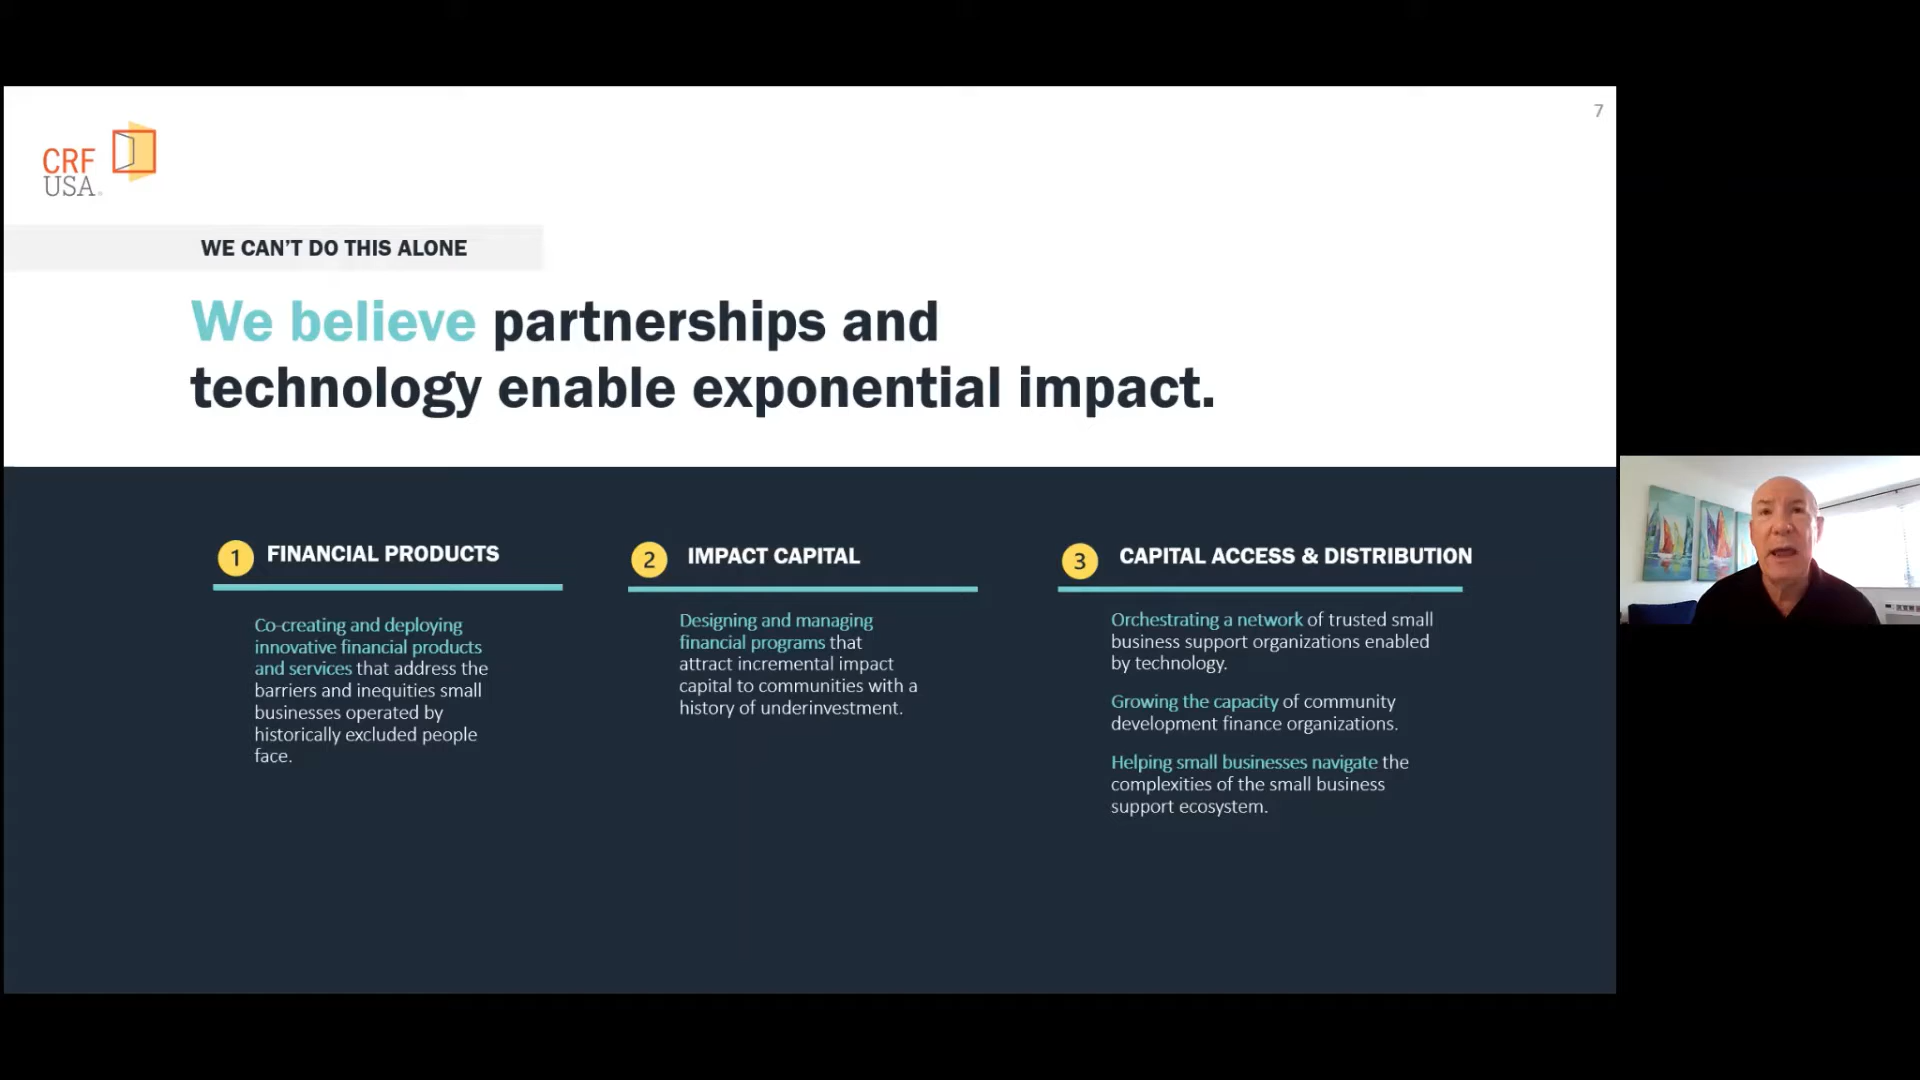 7
CRF
USA
WE CAN'T DO THIS ALONE
We believe partnerships and
technology enable exponential impact.
1 FINANCIAL PRODUCTS
Co-creating and deploying
innovative financial products
and services that address the
barriers and inequities small
businesses operated by
historically excluded people
face.
2 IMPACT CAPITAL
Designing and managing
financial programs that
attract incremental impact
capital to communities with a
history of underinvestment.
3 CAPITAL ACCESS & DISTRIBUTION
Orchestrating a network of trusted small
business support organizations enabled
by technology.
Growing the capacity of community
development finance organizations.
Helping small businesses navigate the
complexities of the small business
support ecosystem.